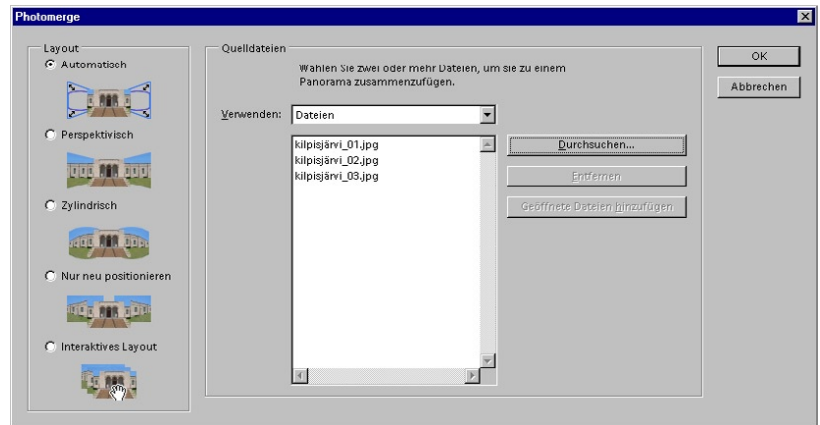 Photomerge
Layout
Automatisch
Perspektivisch
Zylindrisch
Nur neu positionieren
Interaktives Layout
Quelldateien
Wählen Sie zwei oder mehr Dateien, um sie zu einem
Panorama zusammenzufügen.
Verwenden: Dateien
kilpisjärvi_01.jpg
kilpisjärvi_02.jpg
kilpisjärvi_03.jpg
Durchsuchen...
Entfernen
Geöffnete Dateien hinzufügen
OK
Abbrechen